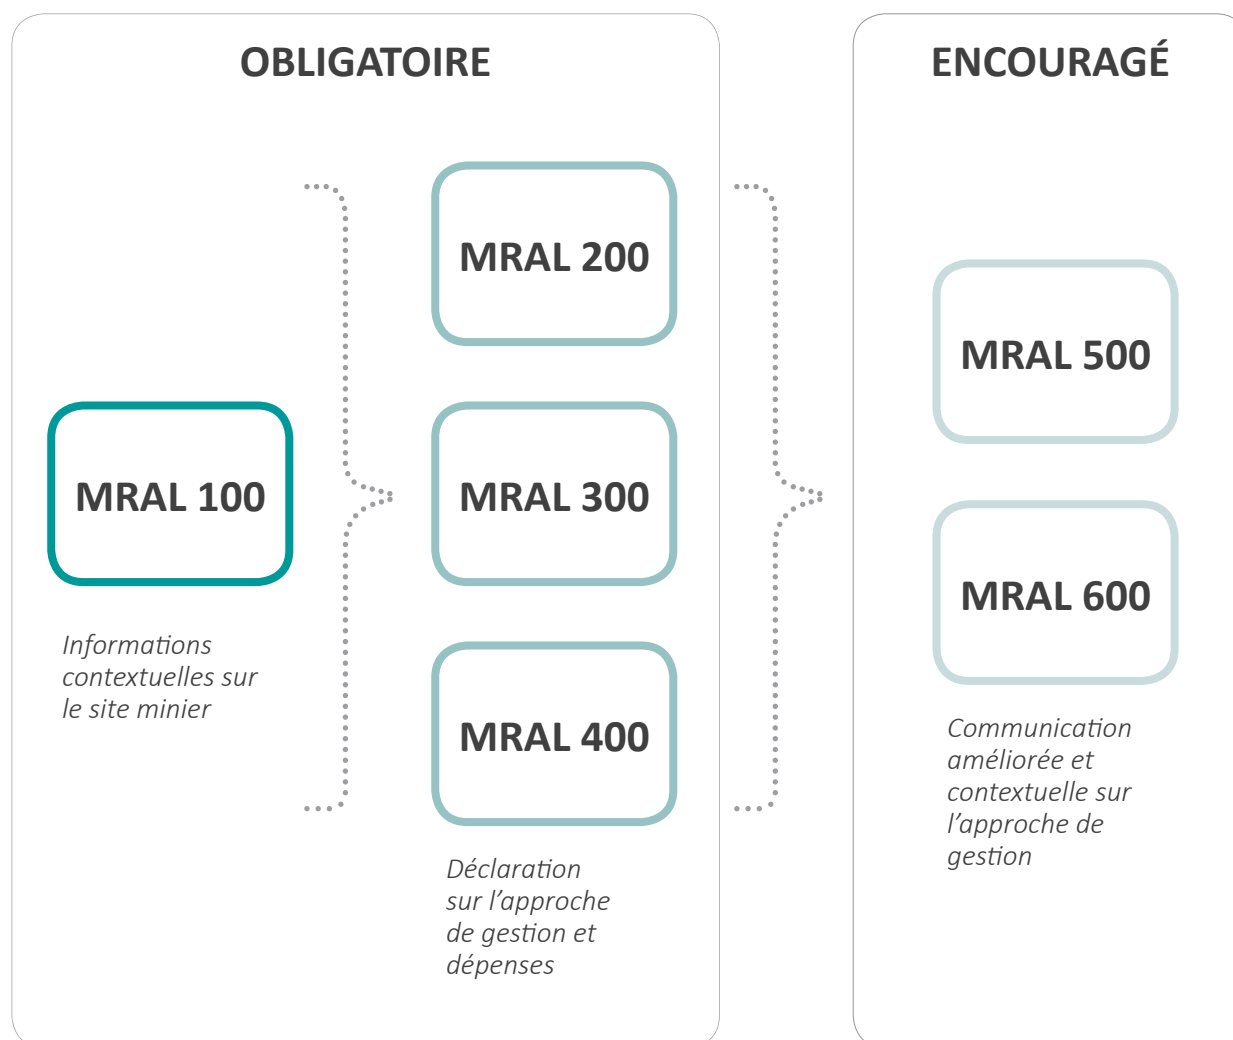 OBLIGATOIRE
MRAL 100
Informations
contextuelles sur
le site minier
MRAL 200
MRAL 300
MRAL 400
Déclaration
sur l’approche
de gestion et
dépenses
ENCOURAGÉ
MRAL 500
MRAL 600
Communication
améliorée et
contextuelle sur
l’approche de
gestion